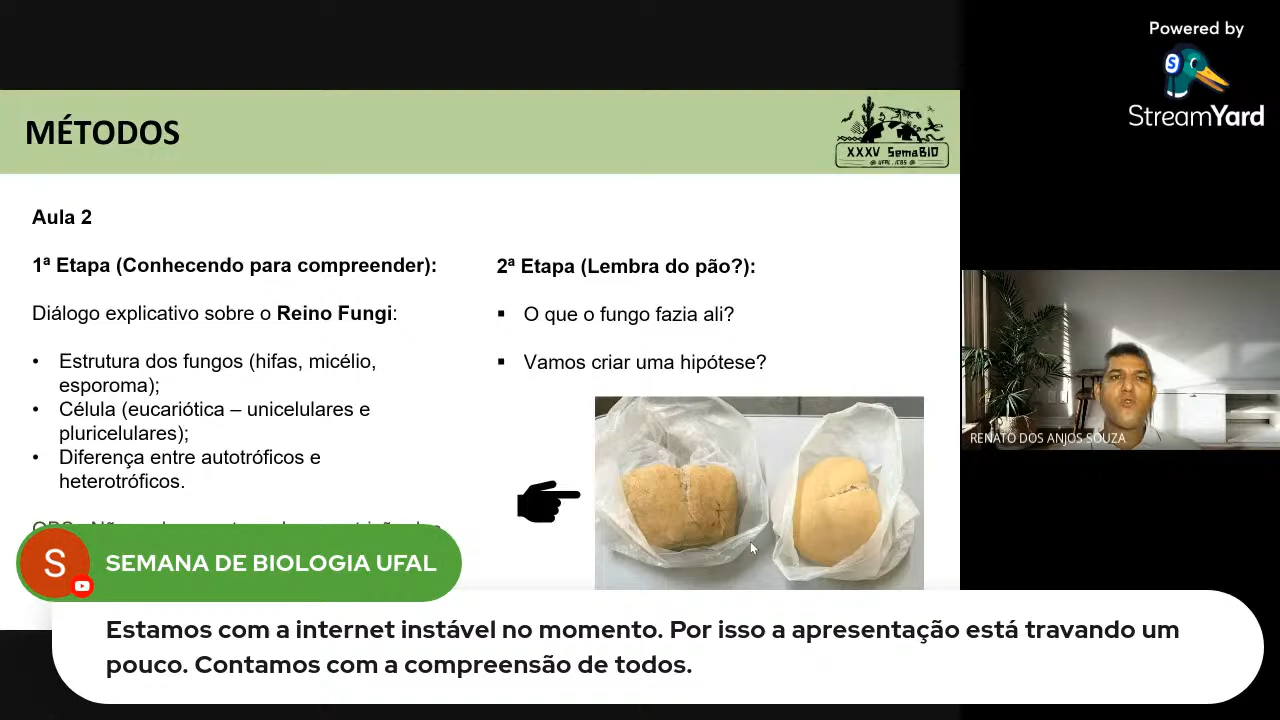 Powered by
StreamYard
MÉTODOS
XXXV SemaBIO
Aula 2
1ª Etapa (Conhecendo para compreender):
Diálogo explicativo sobre o Reino Fungi:
• Estrutura dos fungos (hifas, micélio,
esporoma);
• Célula (eucariótica – unicelulares e
pluricelulares);
• Diferença entre autotróficos e
heterotróficos.
2ª Etapa (Lembra do pão?):
▪ O que o fungo fazia ali?
▪ Vamos criar uma hipótese?
RENATO DOS ANJOS SOUZA
S
SEMANA DE BIOLOGIA UFAL
Estamos com a internet instável no momento. Por isso a apresentação está travando um
pouco. Contamos com a compreensão de todos.